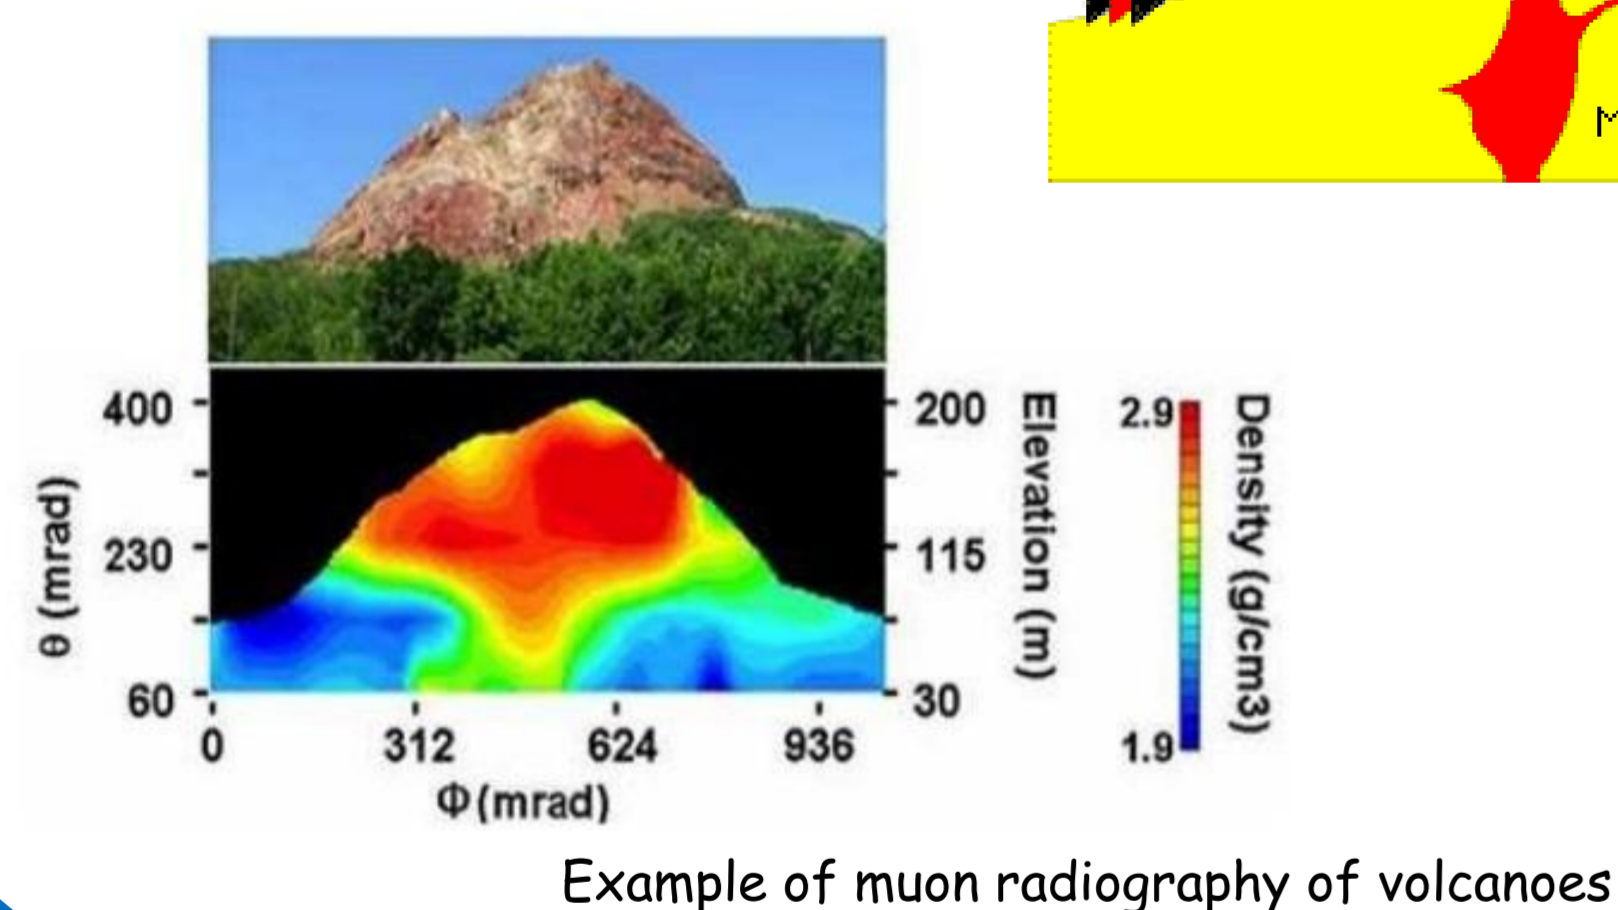 400
230
60
θ (mrad)
200
115
30
Elevation (m)
2.9
1.9
Density (g/cm3)
0 312 624 936
Φ(mrad)
Example of muon radiography of volcanoes